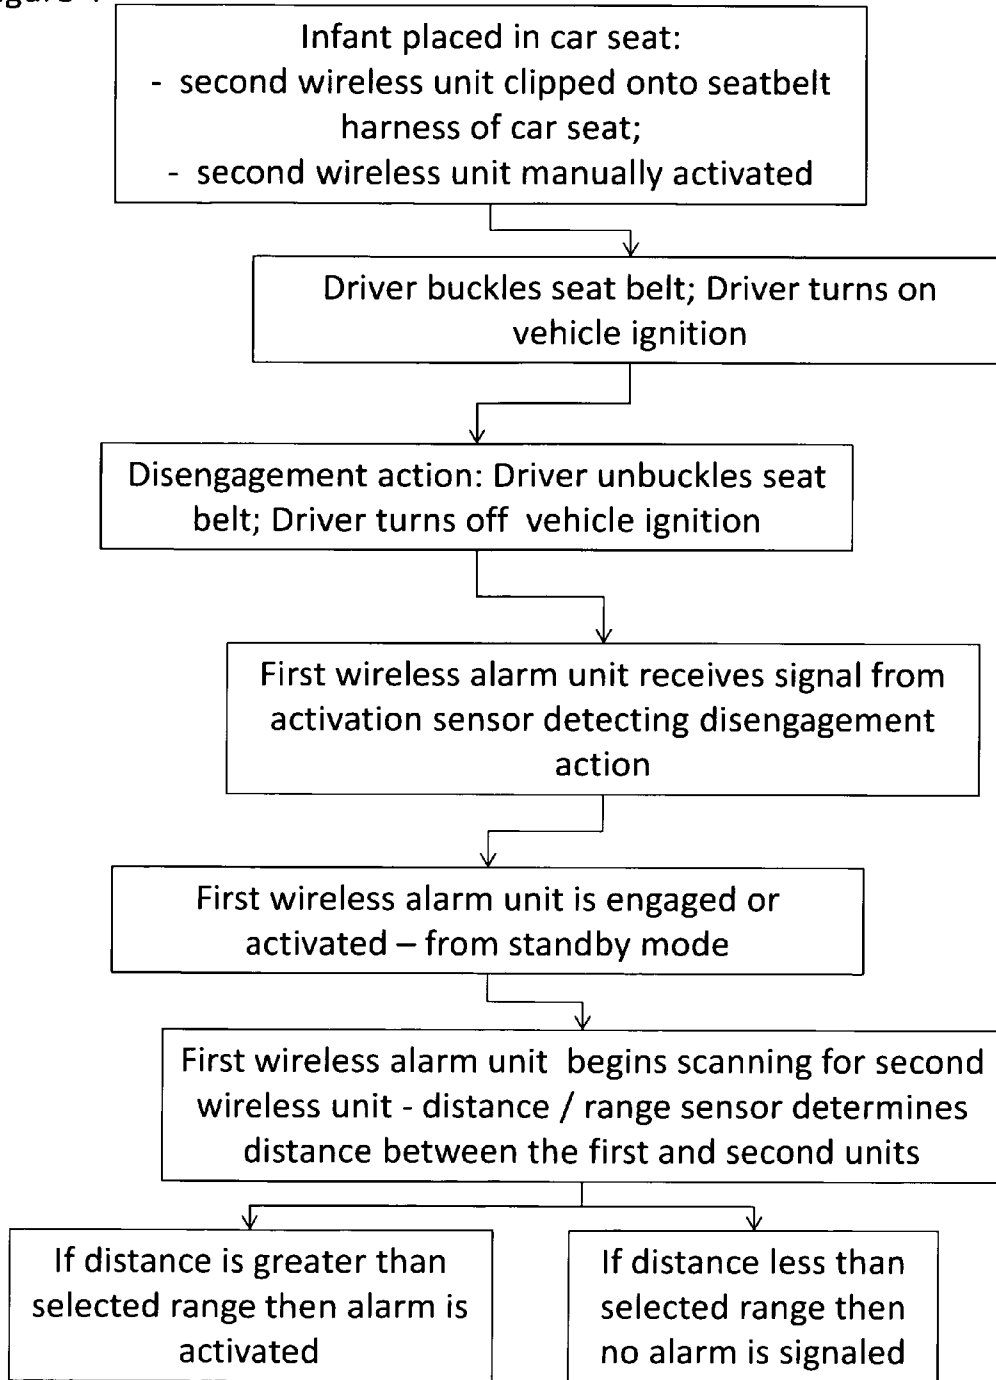 Infant placed in car seat:
- second wireless unit clipped onto seatbelt
harness of car seat;
- second wireless unit manually activated
Driver buckles seat belt; Driver turns on
vehicle ignition
Disengagement action: Driver unbuckles seat
belt; Driver turns off vehicle ignition
First wireless alarm unit receives signal from
activation sensor detecting disengagement
action
First wireless alarm unit is engaged or
activated – from standby mode
First wireless alarm unit begins scanning for second
wireless unit - distance / range sensor determines
distance between the first and second units
If distance is greater than
selected range then alarm is
activated
If distance less than
selected range then
no alarm is signaled